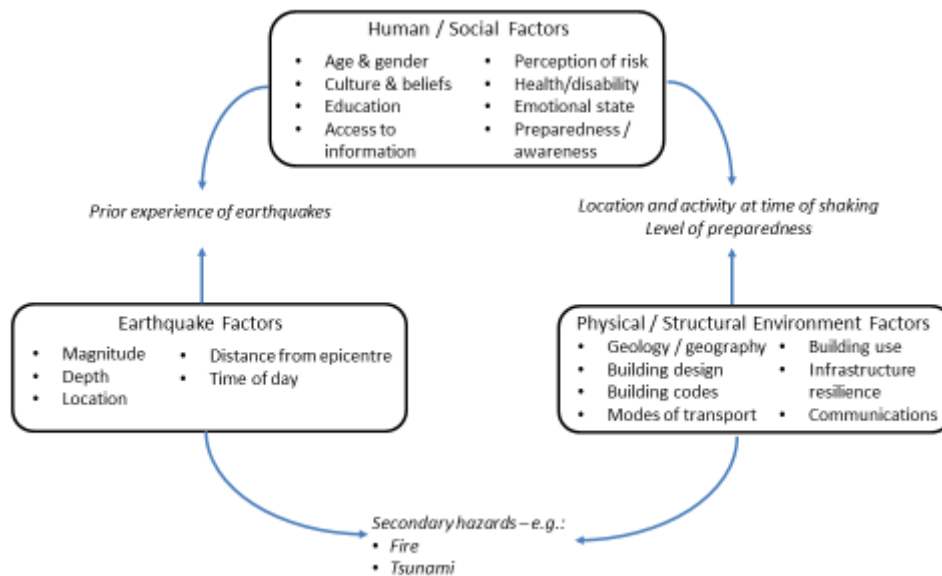 Human / Social Factors
• Age & gender
• Culture & beliefs
• Education
• Access to
information
• Perception of risk
• Health/disability
• Emotional state
• Preparedness /
awareness
Prior experience of earthquakes
Location and activity at time of shaking
Level of preparedness
Earthquake Factors
• Magnitude
• Depth
• Location
• Distance from epicentre
• Time of day
Physical / Structural Environment Factors
• Geology / geography
• Building design
• Building codes
• Modes of transport
• Building use
• Infrastructure
resilience
• Communications
Secondary hazards – e.g.:
• Fire
• Tsunami